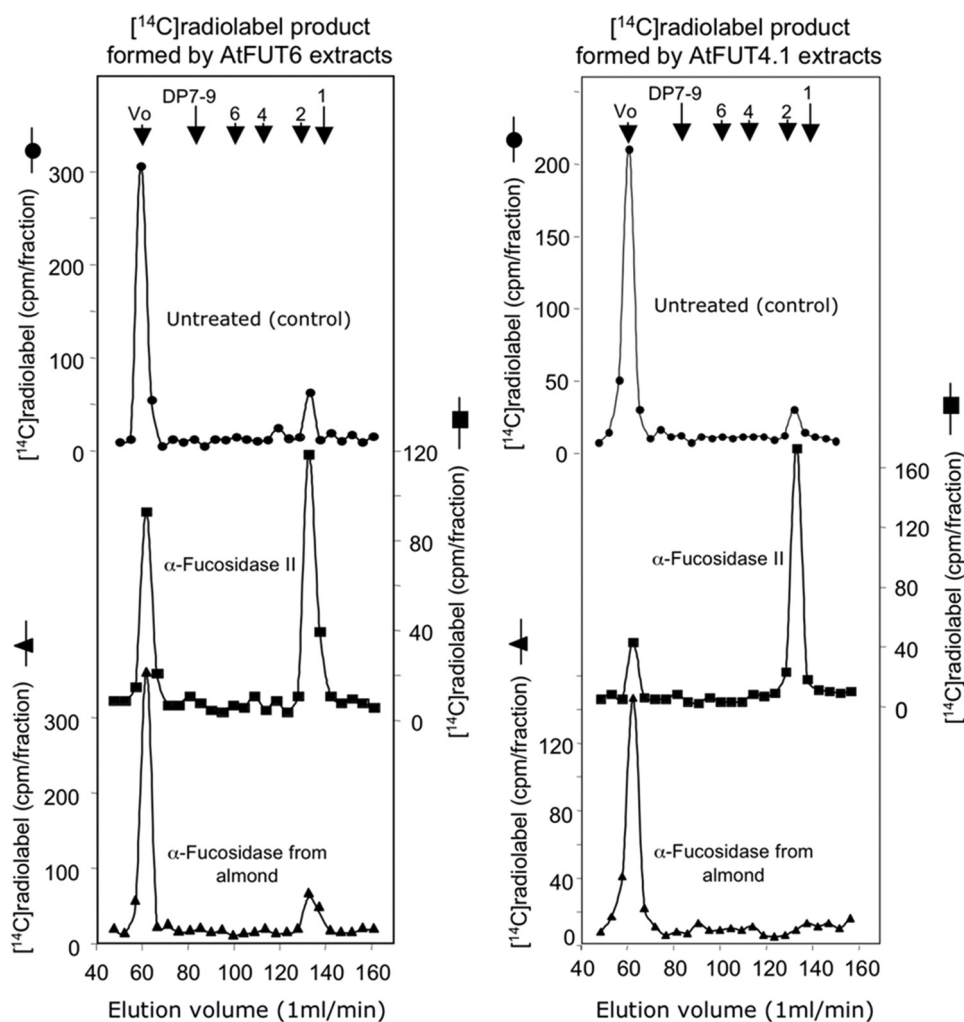 [¹⁴C]radiolabel product
formed by AtFUT6 extracts
DP7-9
Vo
6
4
2
1
[¹⁴C]radiolabel (cpm/fraction)
300
200
100
0
Untreated (control)
[¹⁴C]radiolabel (cpm/fraction)
120
80
40
0
α-Fucosidase II
[¹⁴C]radiolabel (cpm/fraction)
300
200
100
0
α-Fucosidase from
almond
40 60 80 100 120 140 160
Elution volume (1ml/min)
[¹⁴C]radiolabel product
formed by AtFUT4.1 extracts
DP7-9
Vo
6
4
2
1
[¹⁴C]radiolabel (cpm/fraction)
200
150
100
50
0
Untreated (control)
[¹⁴C]radiolabel (cpm/fraction)
160
120
80
40
0
α-Fucosidase II
[¹⁴C]radiolabel (cpm/fraction)
120
80
40
0
α-Fucosidase from
almond
40 60 80 100 120 140 160
Elution volume (1ml/min)